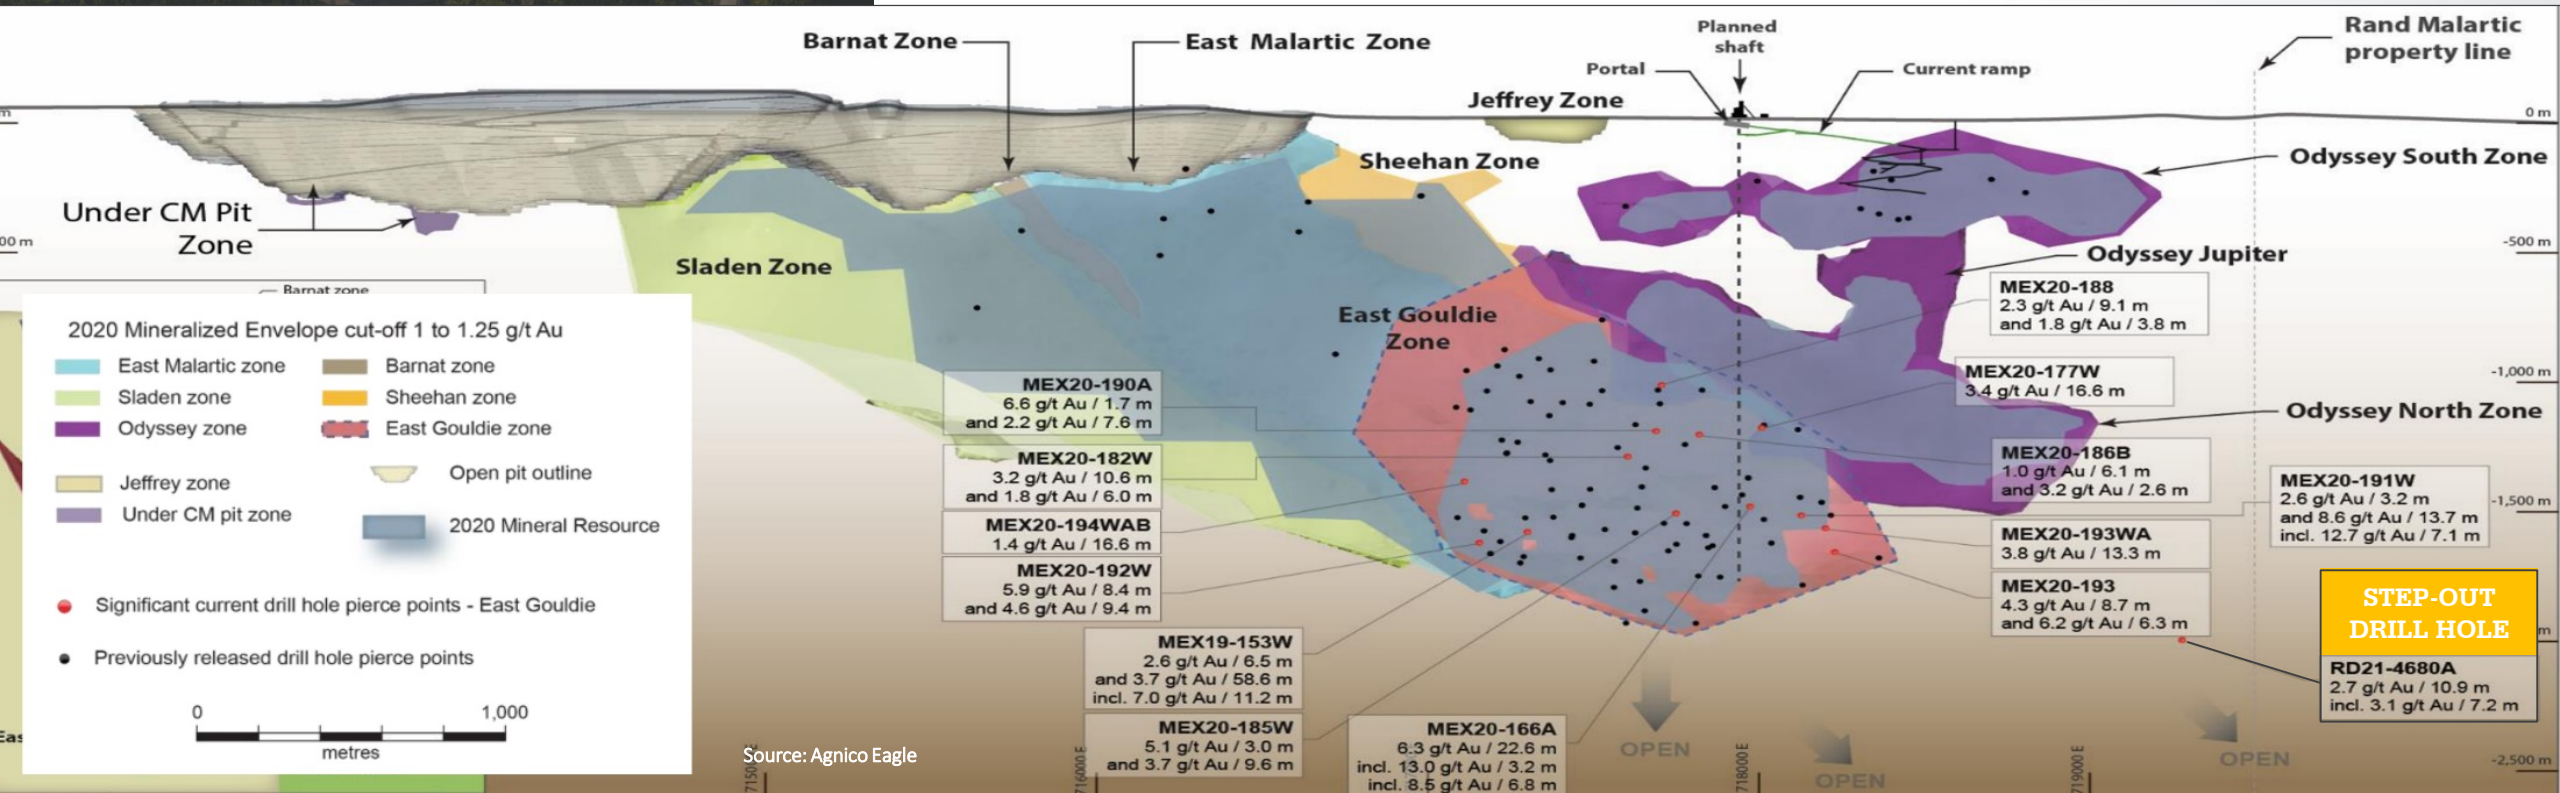 Barnat Zone
East Malartic Zone
Planned
shaft
Portal
Current ramp
Rand Malartic
property line
Jeffrey Zone
0 m
Sheehan Zone
Odyssey South Zone
Under CM Pit
Zone
-500 m
Sladen Zone
Odyssey Jupiter
East Gouldie
Zone
MEX20-188
2.3 g/t Au / 9.1 m
and 1.8 g/t Au / 3.8 m
Barnat zone
2020 Mineralized Envelope cut-off 1 to 1.25 g/t Au
East Malartic zone
Barnat zone
Sladen zone
Sheehan zone
Odyssey zone
East Gouldie zone
Jeffrey zone
Open pit outline
Under CM pit zone
2020 Mineral Resource
Significant current drill hole pierce points - East Gouldie
Previously released drill hole pierce points
0
1,000
metres
MEX20-190A
6.6 g/t Au / 1.7 m
and 2.2 g/t Au / 7.6 m
MEX20-182W
3.2 g/t Au / 10.6 m
and 1.8 g/t Au / 6.0 m
MEX20-194WAB
1.4 g/t Au / 16.6 m
MEX20-192W
5.9 g/t Au / 8.4 m
and 4.6 g/t Au / 9.4 m
MEX19-153W
2.6 g/t Au / 6.5 m
and 3.7 g/t Au / 58.6 m
incl. 7.0 g/t Au / 11.2 m
MEX20-185W
5.1 g/t Au / 3.0 m
and 3.7 g/t Au / 9.6 m
MEX20-166A
6.3 g/t Au / 22.6 m
incl. 13.0 g/t Au / 3.2 m
incl. 8.5 g/t Au / 6.8 m
-1,000 m
MEX20-177W
3.4 g/t Au / 16.6 m
Odyssey North Zone
MEX20-186B
1.0 g/t Au / 6.1 m
and 3.2 g/t Au / 2.6 m
MEX20-191W
2.6 g/t Au / 3.2 m
and 8.6 g/t Au / 13.7 m
incl. 12.7 g/t Au / 7.1 m
-1,500 m
MEX20-193WA
3.8 g/t Au / 13.3 m
MEX20-193
4.3 g/t Au / 8.7 m
and 6.2 g/t Au / 6.3 m
STEP-OUT
DRILL HOLE
RD21-4680A
2.7 g/t Au / 10.9 m
incl. 3.1 g/t Au / 7.2 m
OPEN
OPEN
OPEN
-2,500 m
Source: Agnico Eagle
716000 E
718000 E
719000 E